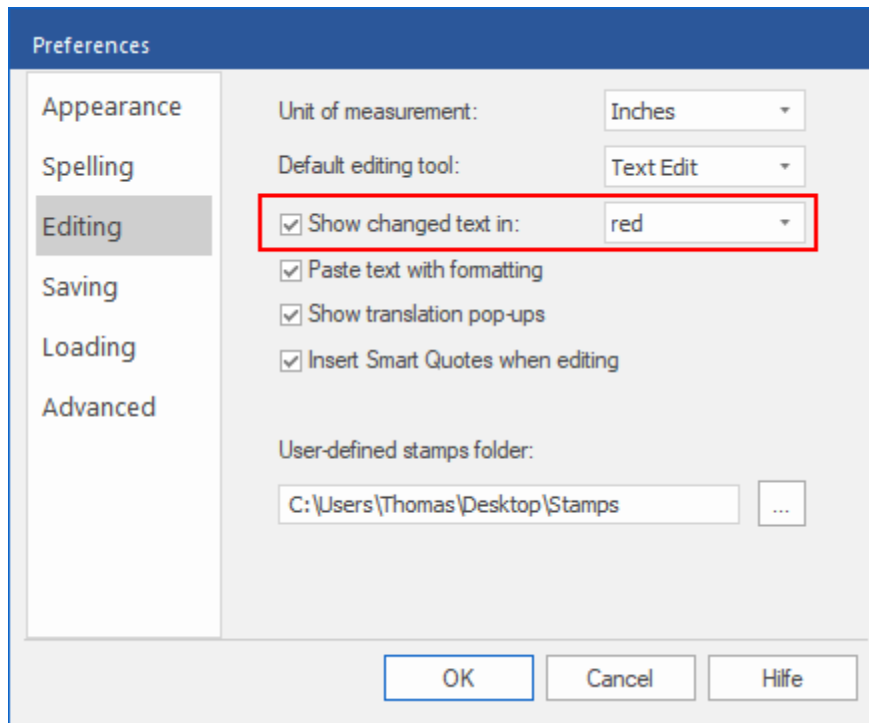 Preferences
Appearance
Spelling
Editing
Saving
Loading
Advanced
Unit of measurement: Inches
Default editing tool: Text Edit
Show changed text in: red
Paste text with formatting
Show translation pop-ups
Insert Smart Quotes when editing
User-defined stamps folder:
C:\Users\Thomas\Desktop\Stamps ...
OK Cancel Hilfe